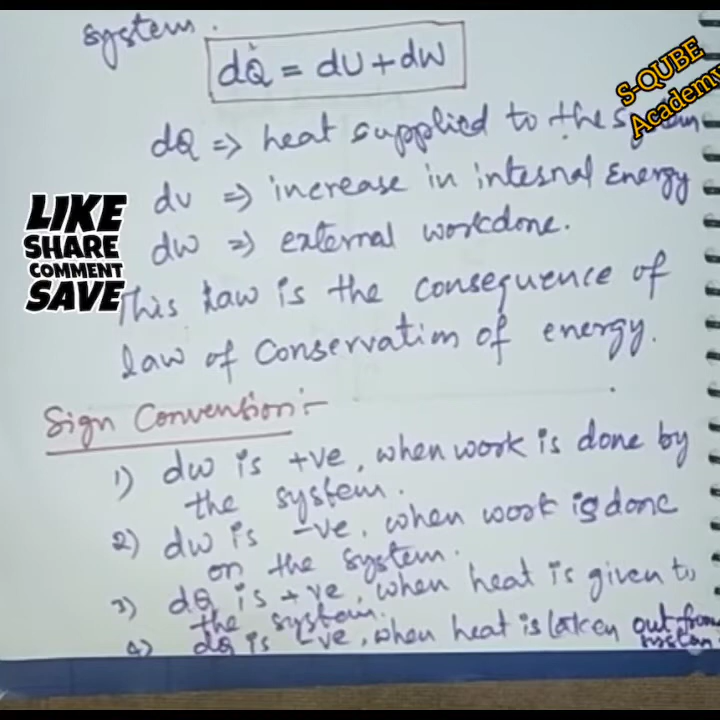 system.
dQ = dU + dW
dQ => heat supplied to the system
du => increase in internal Energy
dw => external workdone.
This law is the consequence of
law of conservation of energy.
Sign Convension:-
1) dw is +ve, when work is done by
the system.
2) dw is -ve, when work is done
on the system.
3) dQ is +ve, when heat is given to
the system.
4) dQ is -ve, when heat is taken out from
system
S-QUBE
Academy
LIKE
SHARE
COMMENT
SAVE